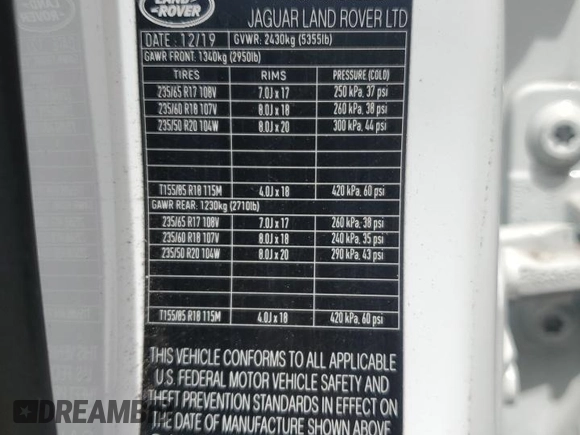 LAND
ROVER
JAGUAR LAND ROVER LTD
DATE: 12/19 GVWR: 2430kg (5355lb)
GAWR FRONT: 1340kg (2950lb)
TIRES RIMS PRESSURE (COLD)
235/65 R17 108V 7.0J x 17 250 kPa, 37 psi
235/60 R18 107V 8.0J x 18 260 kPa, 38 psi
235/50 R20 104W 8.0J x 20 300 kPa, 44 psi
T155/85 R18 115M 4.0J x 18 420 kPa, 60 psi
GAWR REAR: 1230kg (2710lb)
235/65 R17 108V 7.0J x 17 260 kPa, 38 psi
235/60 R18 107V 8.0J x 18 240 kPa, 35 psi
235/50 R20 104W 8.0J x 20 290 kPa, 43 psi
T155/85 R18 115M 4.0J x 18 420 kPa, 60 psi
THIS VEHICLE CONFORMS TO ALL APPLICABLE
U.S. FEDERAL MOTOR VEHICLE SAFETY AND
THEFT PREVENTION STANDARDS IN EFFECT ON
THE DATE OF MANUFACTURE SHOWN ABOVE